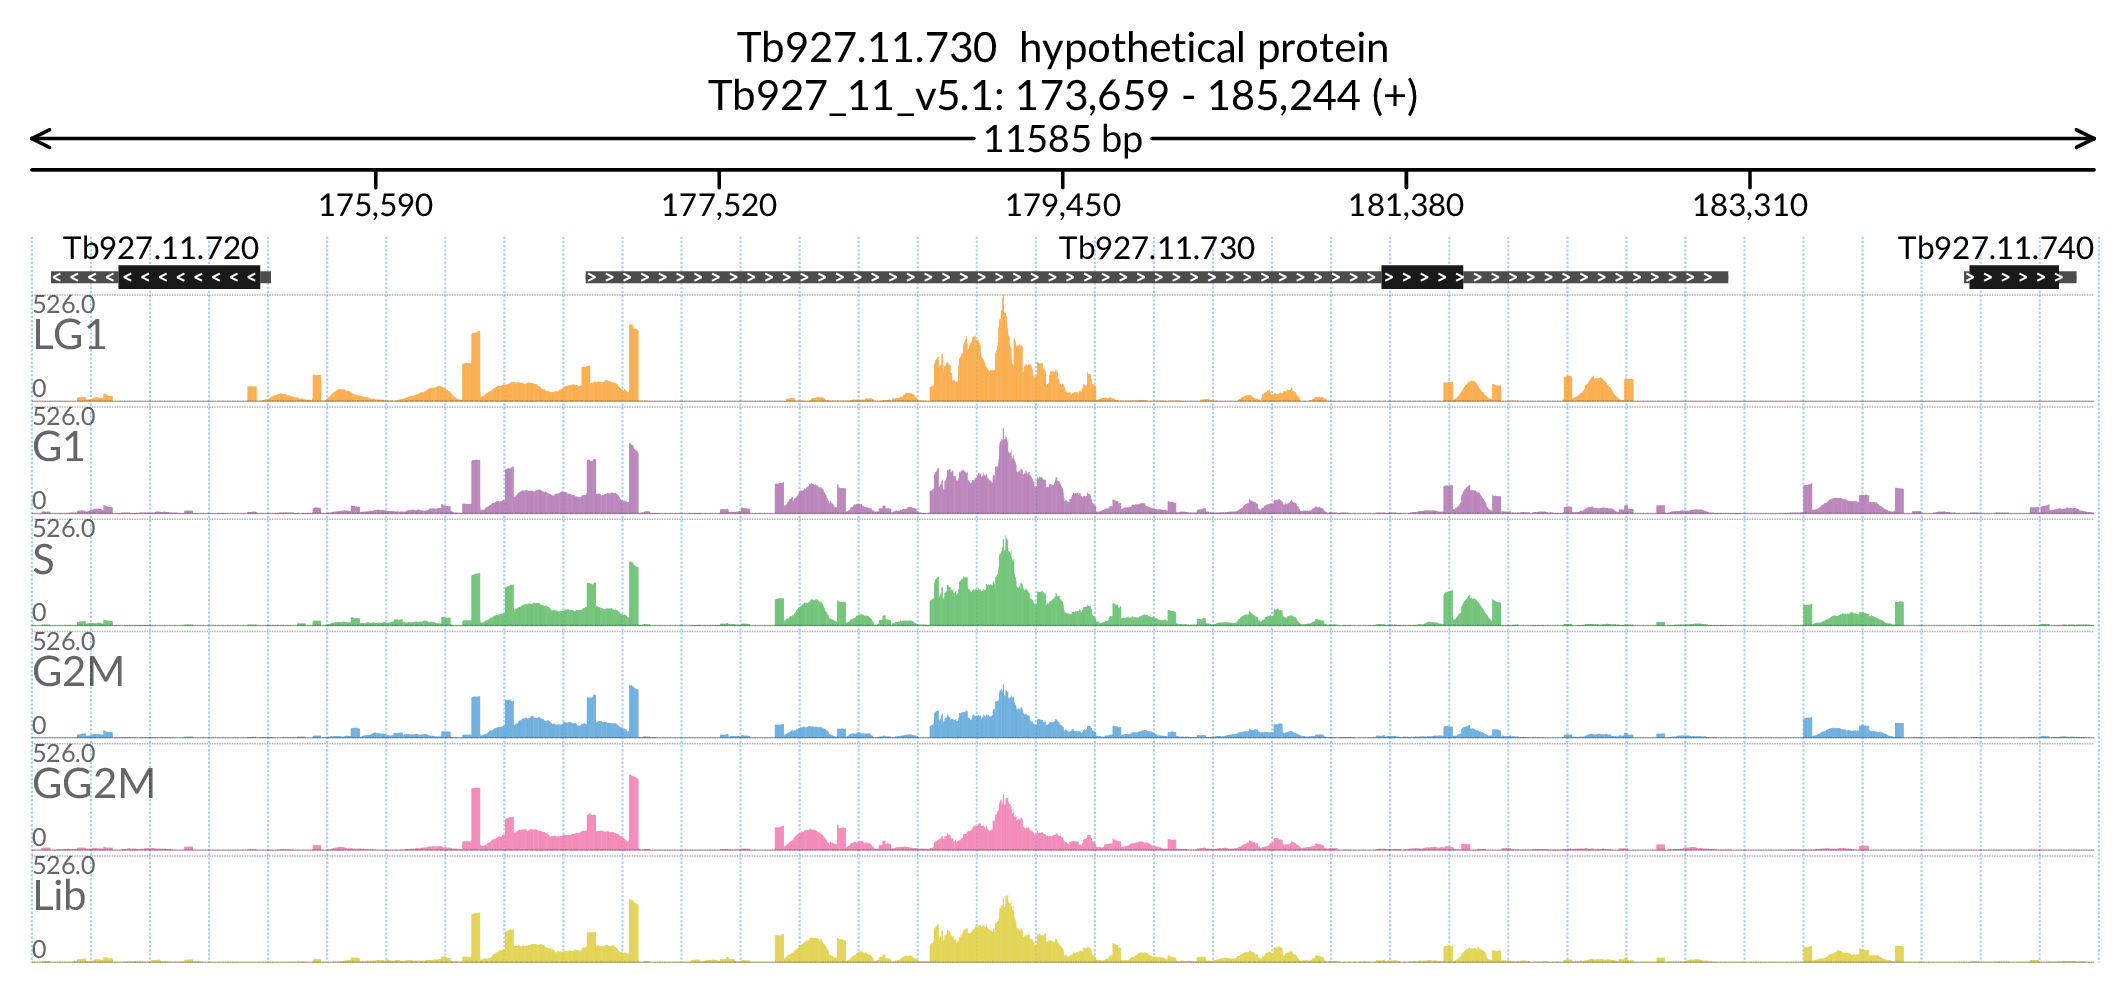 Tb927.11.730  hypothetical protein
Tb927_11_v5.1: 173,659 - 185,244 (+)
11585 bp
175,590 177,520 179,450 181,380 183,310
Tb927.11.720 Tb927.11.730 Tb927.11.740
526.0
LG1
0
526.0
G1
0
526.0
S
0
526.0
G2M
0
526.0
GG2M
0
526.0
Lib
0